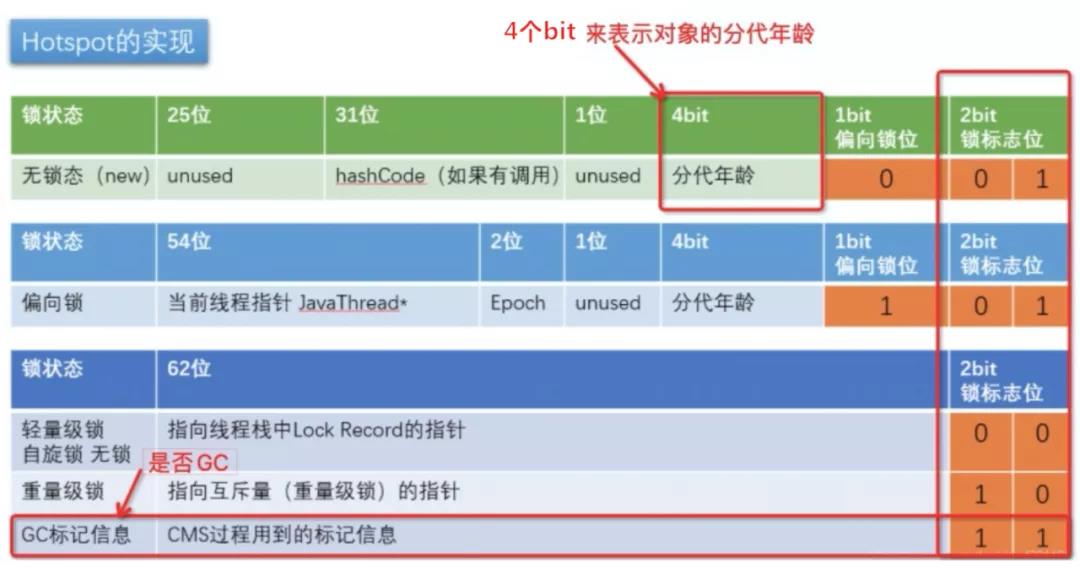 Hotspot的实现
4个bit 来表示对象的分代年龄
锁状态 25位 31位 1位 4bit 1bit 偏向锁位 2bit 锁标志位
无锁态（new） unused hashCode（如果有调用） unused 分代年龄 0 0 1
锁状态 54位 2位 1位 4bit 1bit 偏向锁位 2bit 锁标志位
偏向锁 当前线程指针 JavaThread* Epoch unused 分代年龄 1 0 1
锁状态 62位 2bit 锁标志位
轻量级锁 自旋锁 无锁 指向线程栈中Lock Record的指针 0 0
是否GC
重量级锁 指向互斥量（重量级锁）的指针 1 0
GC标记信息 CMS过程用到的标记信息 1 1